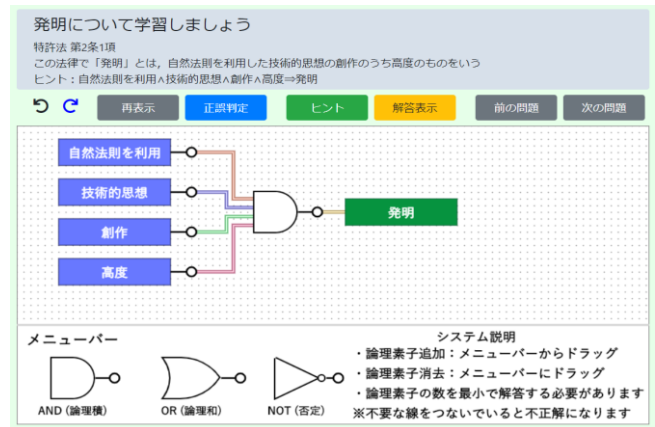 発明について学習しましょう
特許法 第2条1項
この法律で「発明」とは，自然法則を利用した技術的思想の創作のうち高度のものをいう
ヒント：自然法則を利用∧技術的思想∧創作∧高度⇒発明
再表示 正誤判定 ヒント 解答表示 前の問題 次の問題
自然法則を利用
技術的思想
創作
高度
発明
メニューバー
AND (論理積) OR (論理和) NOT (否定)
システム説明
・論理素子追加：メニューバーからドラッグ
・論理素子消去：メニューバーにドラッグ
・論理素子の数を最小で解答する必要があります
※不要な線をつないでいると不正解になります